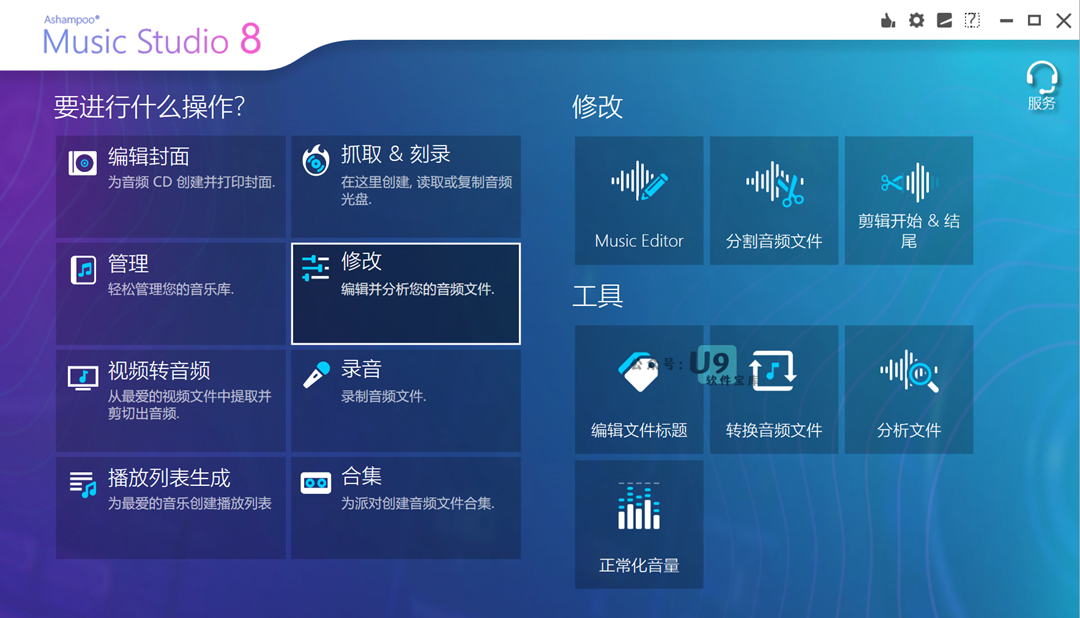 Ashampoo®
Music Studio 8
服务
要进行什么操作?
编辑封面
为音频 CD 创建并打印封面.
抓取 & 刻录
在这里创建, 读取或复制音频
光盘.
管理
轻松管理您的音乐库.
修改
编辑并分析您的音频文件.
视频转音频
从最爱的视频文件中提取并
剪切出音频.
录音
录制音频文件.
播放列表生成
为最爱的音乐创建播放列表
合集
为派对创建音频文件合集.
修改
Music Editor
分割音频文件
剪辑开始 & 结
尾
工具
公众号:
U9
软件宝库
编辑文件标题
转换音频文件
分析文件
正常化音量